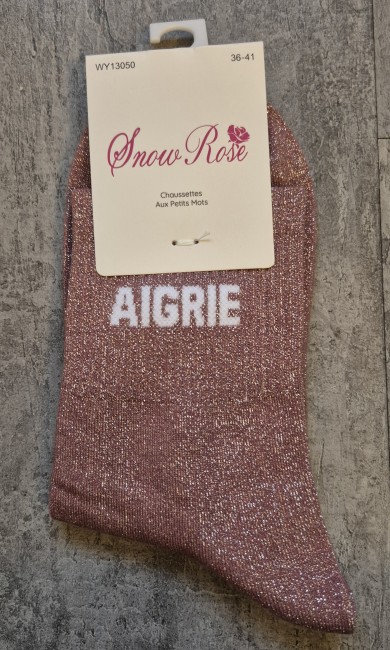 WY13050 36-41
Snow Rose
Chaussettes
Aux Petits Mots
AIGRIE